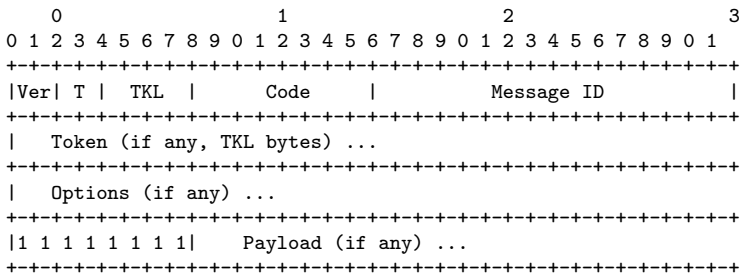 0 1 2 3
0 1 2 3 4 5 6 7 8 9 0 1 2 3 4 5 6 7 8 9 0 1 2 3 4 5 6 7 8 9 0 1
+-+-+-+-+-+-+-+-+-+-+-+-+-+-+-+-+-+-+-+-+-+-+-+-+-+-+-+-+-+-+-+-+
|Ver| T | TKL | Code | Message ID |
+-+-+-+-+-+-+-+-+-+-+-+-+-+-+-+-+-+-+-+-+-+-+-+-+-+-+-+-+-+-+-+-+
| Token (if any, TKL bytes) ...
+-+-+-+-+-+-+-+-+-+-+-+-+-+-+-+-+-+-+-+-+-+-+-+-+-+-+-+-+-+-+-+-+
| Options (if any) ...
+-+-+-+-+-+-+-+-+-+-+-+-+-+-+-+-+-+-+-+-+-+-+-+-+-+-+-+-+-+-+-+-+
|1 1 1 1 1 1 1 1| Payload (if any) ...
+-+-+-+-+-+-+-+-+-+-+-+-+-+-+-+-+-+-+-+-+-+-+-+-+-+-+-+-+-+-+-+-+